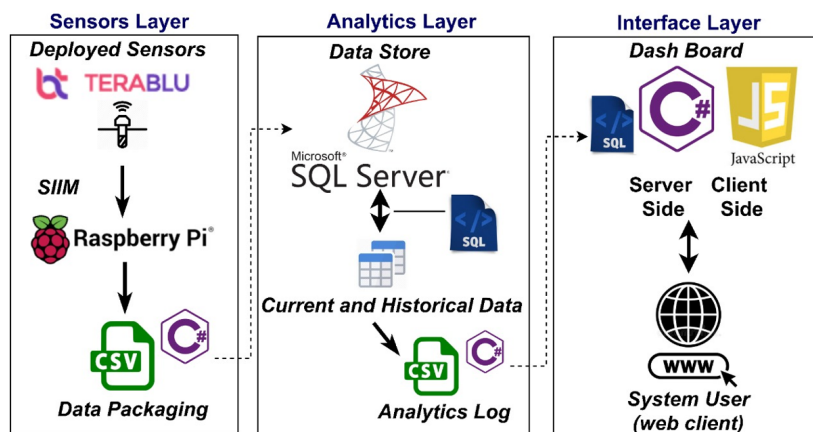 Sensors Layer
Deployed Sensors
TERABLU
SIIM
Raspberry Pi®
CSV
C#
Data Packaging
Analytics Layer
Data Store
Microsoft®
SQL Server®
</>
SQL
Current and Historical Data
CSV
C#
Analytics Log
Interface Layer
Dash Board
</>
SQL
C#
JS
JavaScript
Server Client
Side Side
www
System User
(web client)